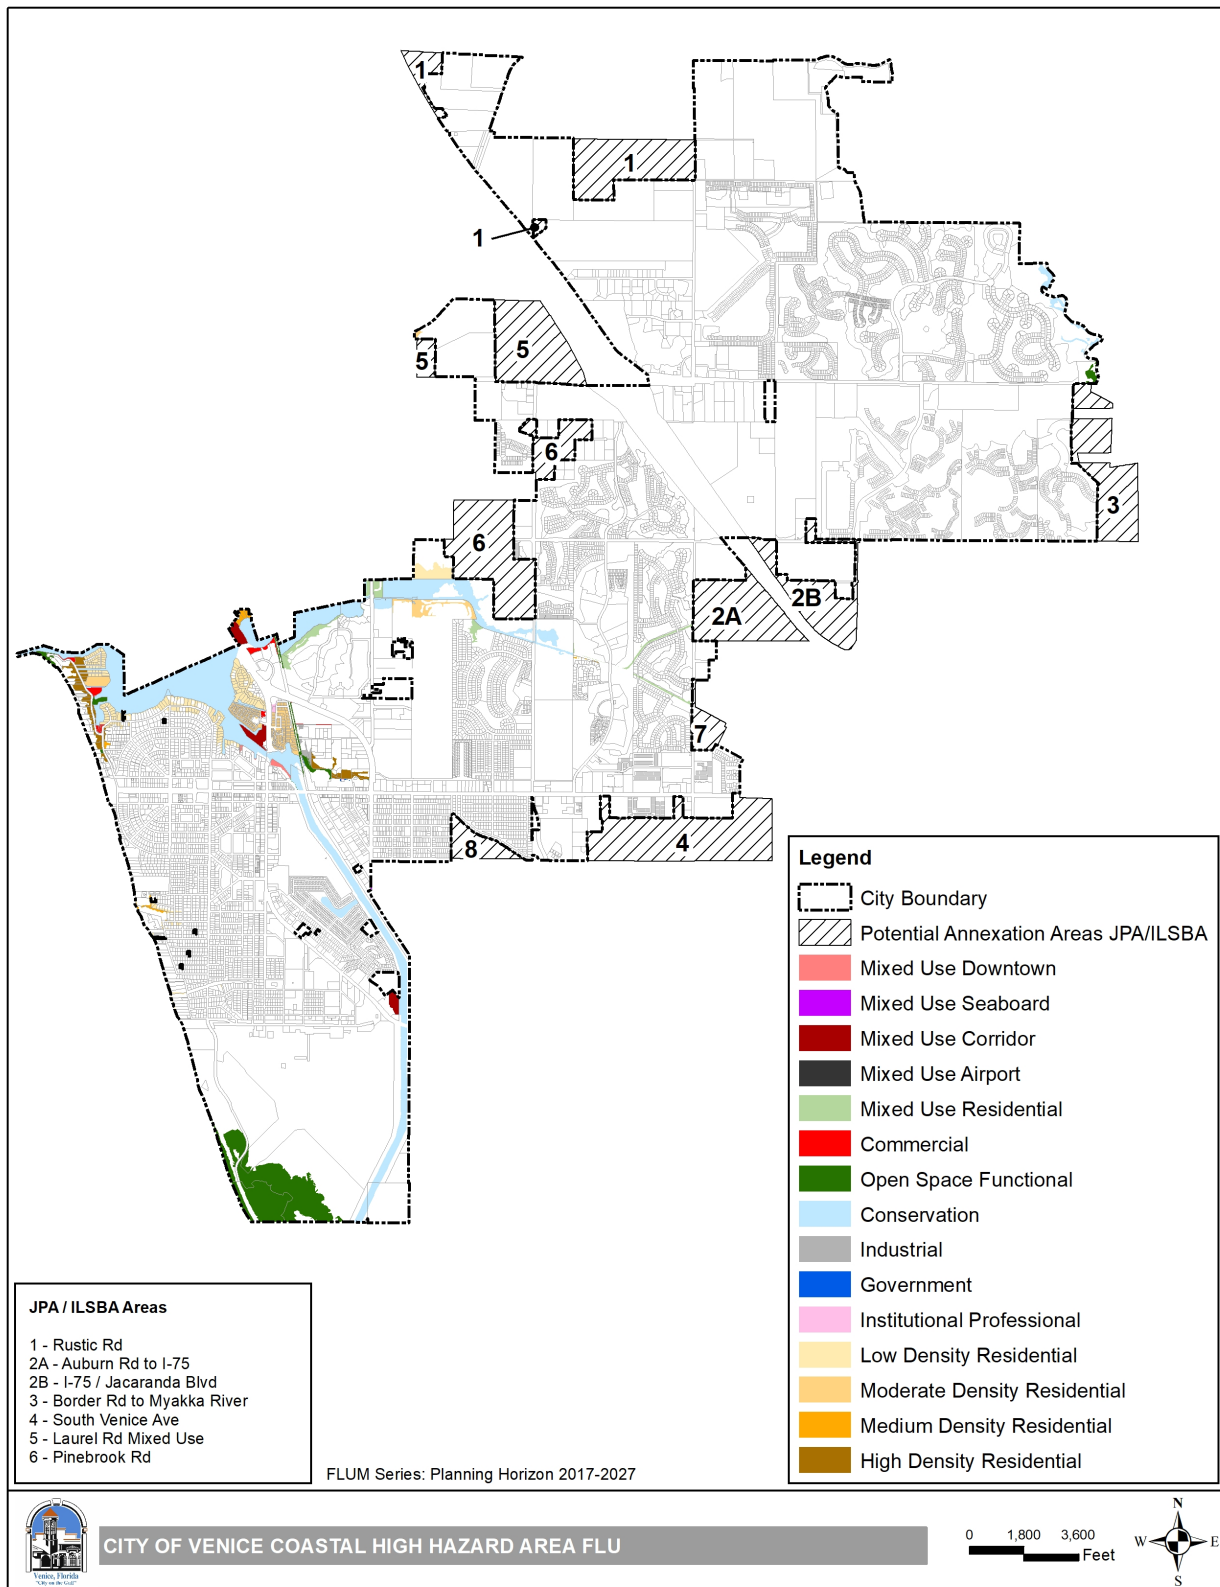 1
1
1
5
5
6
3
6
2A
2B
7
4
8
Legend
City Boundary
Potential Annexation Areas JPA/ILSBA
Mixed Use Downtown
Mixed Use Seaboard
Mixed Use Corridor
Mixed Use Airport
Mixed Use Residential
Commercial
Open Space Functional
Conservation
Industrial
Government
Institutional Professional
Low Density Residential
Moderate Density Residential
Medium Density Residential
High Density Residential
JPA / ILSBA Areas
1 - Rustic Rd
2A - Auburn Rd to I-75
2B - I-75 / Jacaranda Blvd
3 - Border Rd to Myakka River
4 - South Venice Ave
5 - Laurel Rd Mixed Use
6 - Pinebrook Rd
FLUM Series: Planning Horizon 2017-2027
Venice, Florida
"City on the Gulf"
CITY OF VENICE COASTAL HIGH HAZARD AREA FLU
0 1,800 3,600
Feet
N
W E
S